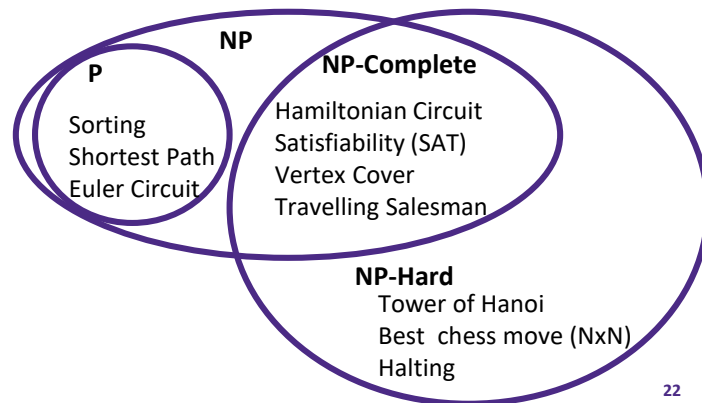 NP
P
NP-Complete
Sorting
Shortest Path
Euler Circuit
Hamiltonian Circuit
Satisfiability (SAT)
Vertex Cover
Travelling Salesman
NP-Hard
Tower of Hanoi
Best chess move (NxN)
Halting
22